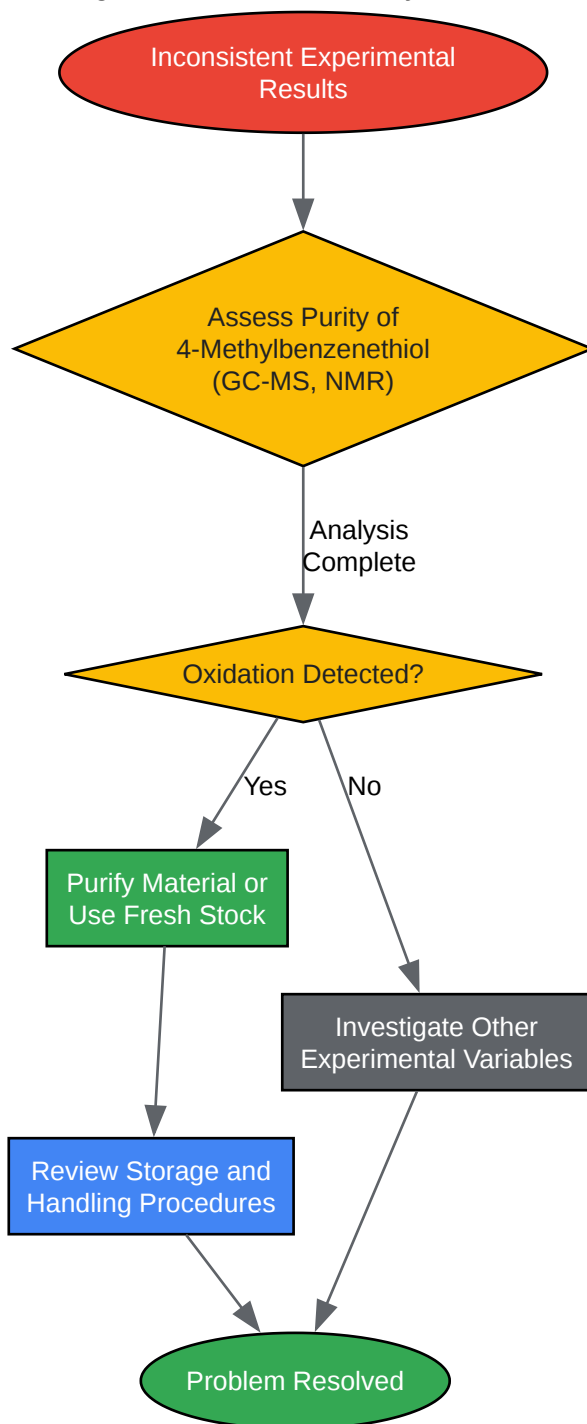 Inconsistent Experimental
Results
Assess Purity of
4-Methylbenzenethiol
(GC-MS, NMR)
Analysis
Complete
Oxidation Detected?
Yes
No
Purify Material or
Use Fresh Stock
Investigate Other
Experimental Variables
Review Storage and
Handling Procedures
Problem Resolved